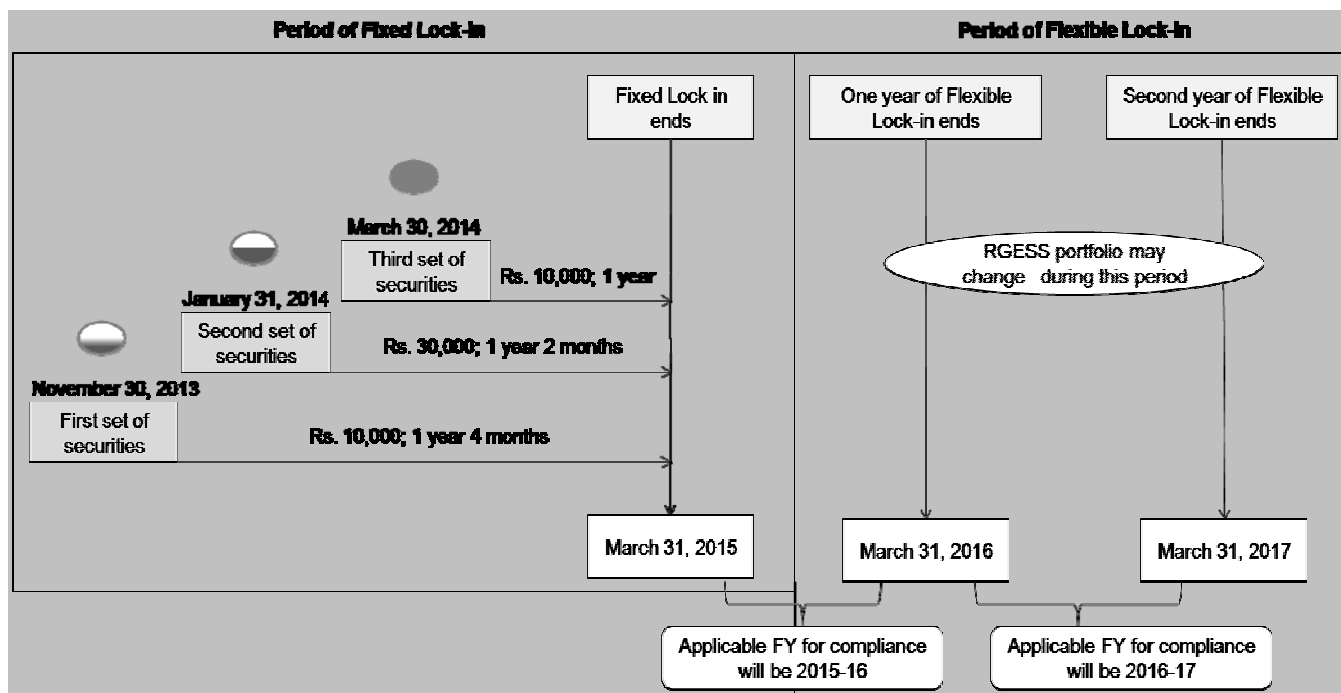 Period of Fixed Lock-in
Period of Flexible Lock-in
Fixed Lock in
ends
One year of Flexible
Lock-in ends
Second year of Flexible
Lock-in ends
March 30, 2014
Third set of
securities
Rs. 10,000; 1 year
RGESS portfolio may
change during this period
January 31, 2014
Second set of
securities
Rs. 30,000; 1 year 2 months
November 30, 2013
First set of
securities
Rs. 10,000; 1 year 4 months
March 31, 2015
March 31, 2016
March 31, 2017
Applicable FY for compliance
will be 2015-16
Applicable FY for compliance
will be 2016-17